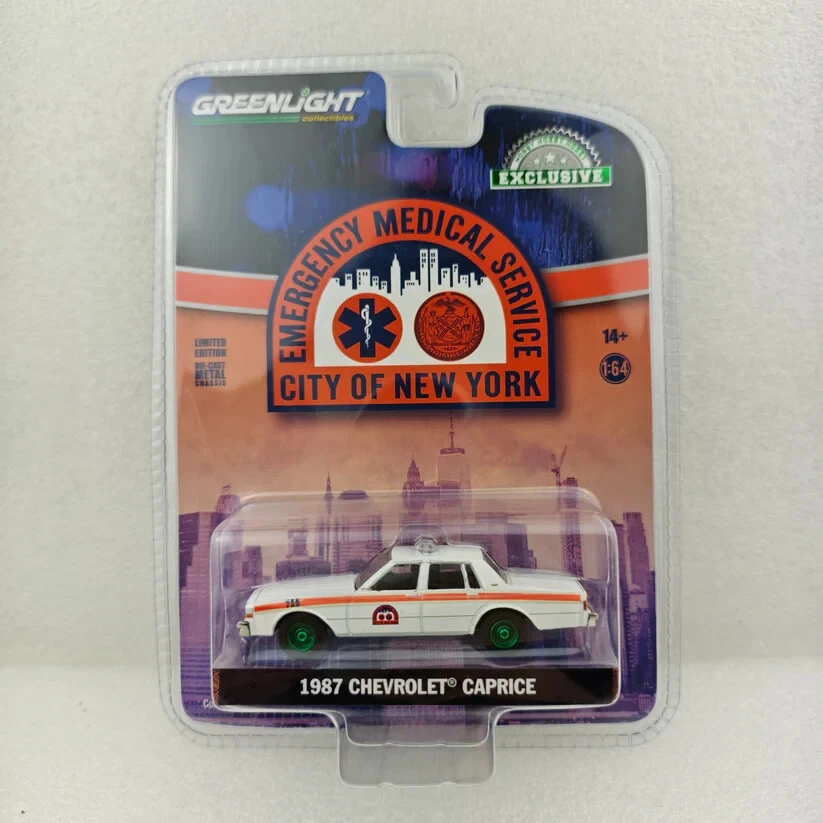 GREENLiGHT
collectibles
HOBBY
EXCLUSIVE
EMERGENCY MEDICAL SERVICE
CITY OF NEW YORK
LIMITED
EDITION
DIE-CAST
METAL
CHASSIS
14+
1:64
1987 CHEVROLET® CAPRICE